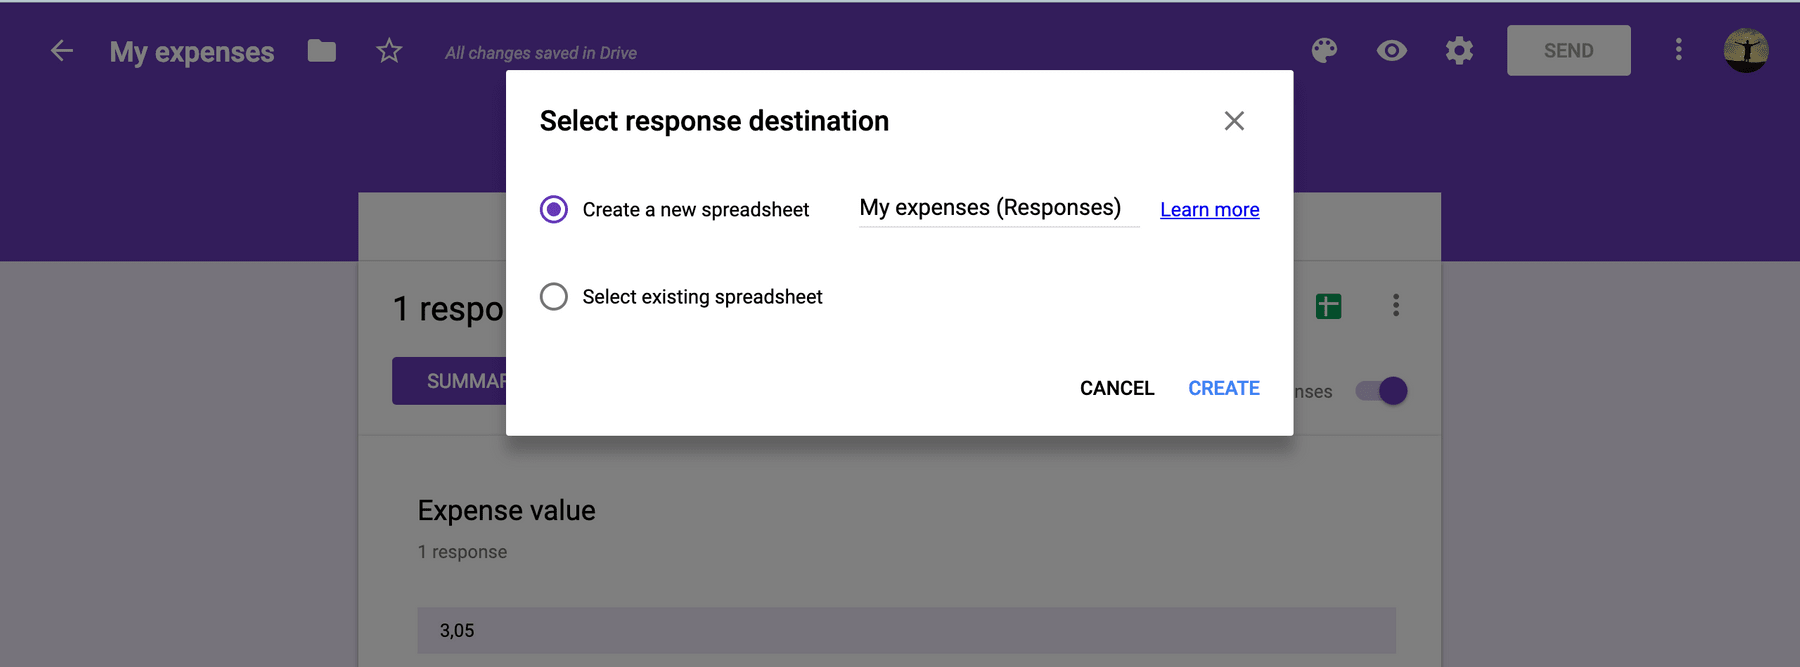 My expenses
All changes saved in Drive
SEND
Select response destination
Create a new spreadsheet
My expenses (Responses)
Learn more
Select existing spreadsheet
CANCEL
CREATE
1 respo
SUMMAR
nses
Expense value
1 response
3,05